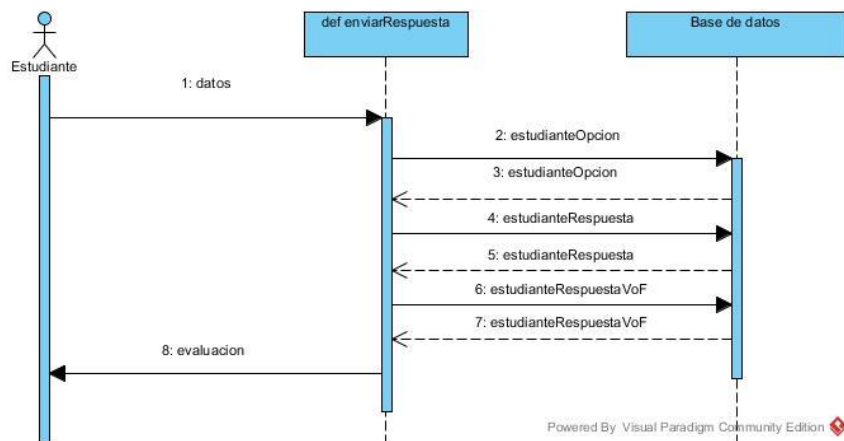 def enviarRespuesta
Base de datos
Estudiante
1: datos
2: estudianteOpcion
3: estudianteOpcion
4: estudianteRespuesta
5: estudianteRespuesta
6: estudianteRespuestaVoF
7: estudianteRespuestaVoF
8: evaluacion
Powered By Visual Paradigm Community Edition